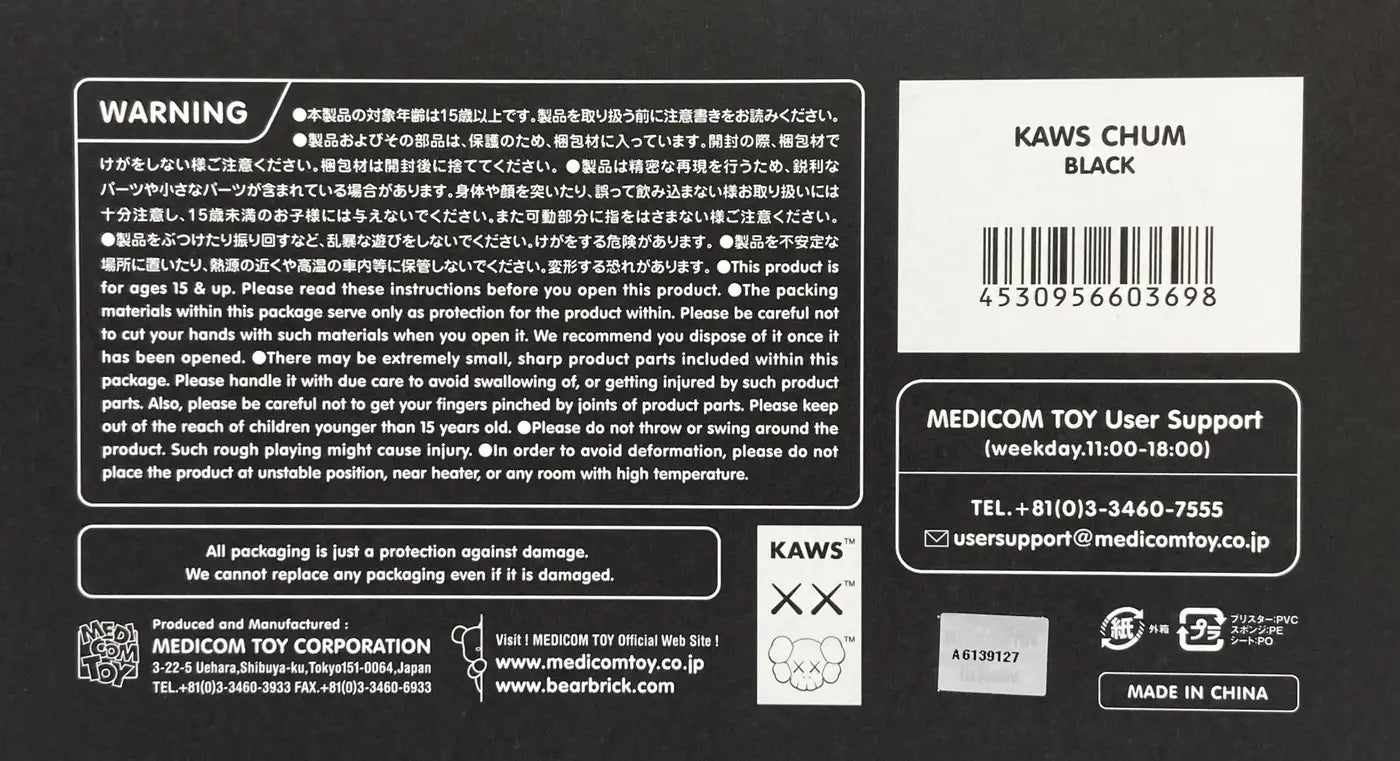 WARNING
●本製品の対象年齢は15歳以上です。製品を取り扱う前に注意書きをお読みください。
●製品およびその部品は、保護のため、梱包材に入っています。開封の際、梱包材で
けがをしない様ご注意ください。梱包材は開封後に捨ててください。 ●製品は精密な再現を行うため、鋭利な
パーツや小さなパーツが含まれている場合があります。身体や顔を突いたり、誤って飲み込まない様お取り扱いには
十分注意し、15歳未満のお子様には与えないでください。また可動部分に指をはさまない様ご注意ください。
●製品をぶつけたり振り回すなど、乱暴な遊びをしないでください。けがをする危険があります。 ●製品を不安定な
場所に置いたり、熱源の近くや高温の車内等に保管しないでください。変形する恐れがあります。 ●This product is
for ages 15 & up. Please read these instructions before you open this product. ●The packing
materials within this package serve only as protection for the product within. Please be careful not
to cut your hands with such materials when you open it. We recommend you dispose of it once it
has been opened. ●There may be extremely small, sharp product parts included within this
package. Please handle it with due care to avoid swallowing of, or getting injured by such product
parts. Also, please be careful not to get your fingers pinched by joints of product parts. Please keep
out of the reach of children younger than 15 years old. ●Please do not throw or swing around the
product. Such rough playing might cause injury. ●In order to avoid deformation, please do not
place the product at unstable position, near heater, or any room with high temperature.
All packaging is just a protection against damage.
We cannot replace any packaging even if it is damaged.
MEDI
COM
TOY
Produced and Manufactured :
MEDICOM TOY CORPORATION
3-22-5 Uehara,Shibuya-ku,Tokyo151-0064,Japan
TEL.+81(0)3-3460-3933 FAX.+81(0)3-3460-6933
Visit ! MEDICOM TOY Official Web Site !
www.medicomtoy.co.jp
www.bearbrick.com
KAWS™
XX™
™
KAWS CHUM
BLACK
4530956603698
MEDICOM TOY User Support
(weekday.11:00-18:00)
TEL.+81(0)3-3460-7555
usersupport@medicomtoy.co.jp
A6139127
紙 外箱
プラ
ブリスター:PVC
スポンジ:PE
シート:PO
MADE IN CHINA